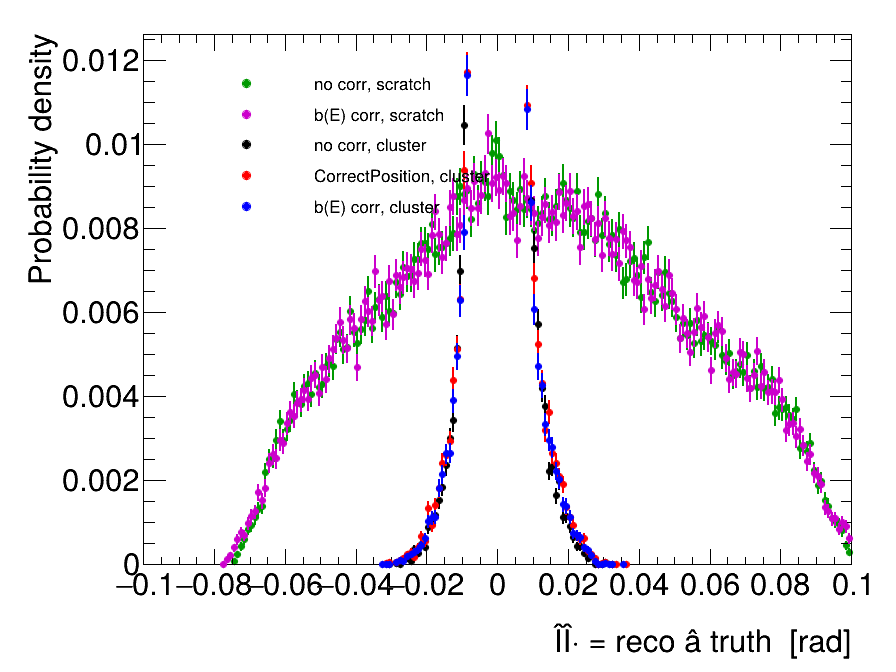 Probability density
0.012
0.01
0.008
0.006
0.004
0.002
0
no corr, scratch
b(E) corr, scratch
no corr, cluster
CorrectPosition, cluster
b(E) corr, cluster
−0.1 −0.08 −0.06 −0.04 −0.02 0 0.02 0.04 0.06 0.08 0.1
ÎÎ· = reco â truth [rad]